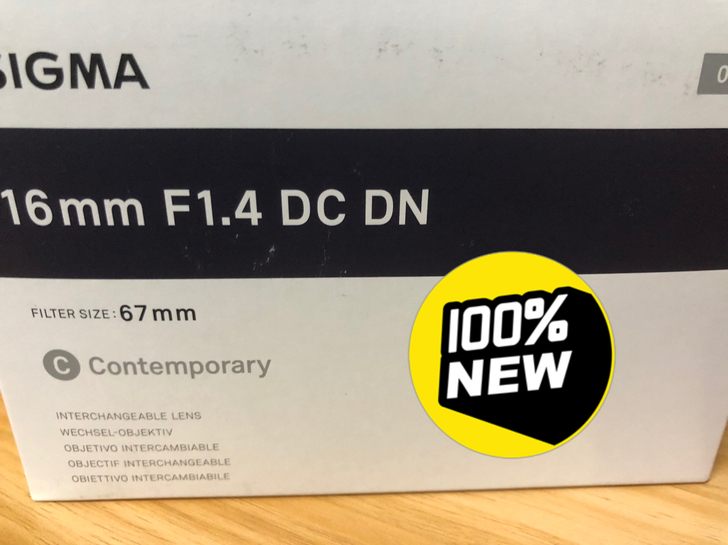 SIGMA
0
16mm F1.4 DC DN
FILTER SIZE: 67mm
C Contemporary
100%
NEW
INTERCHANGEABLE LENS
WECHSEL-OBJEKTIV
OBJETIVO INTERCAMBIABLE
OBJECTIF INTERCHANGEABLE
OBIETTIVO INTERCAMBIABILE